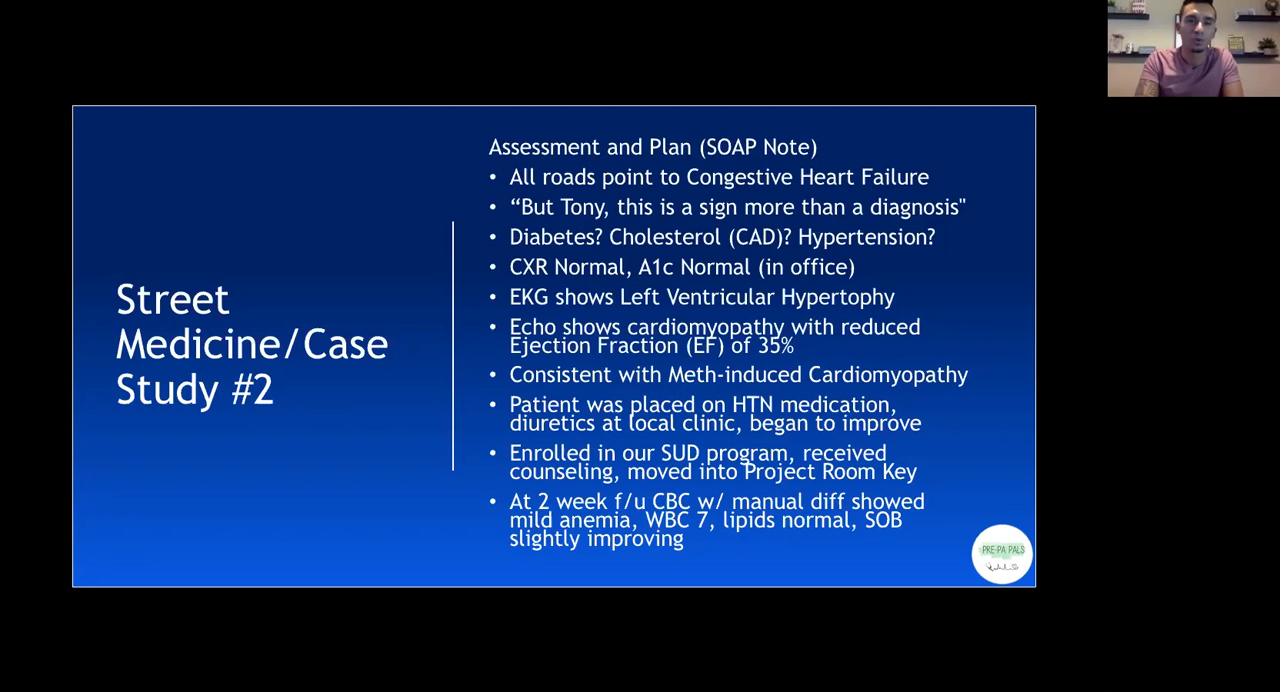 Street
Medicine/Case
Study #2
Assessment and Plan (SOAP Note)
• All roads point to Congestive Heart Failure
• “But Tony, this is a sign more than a diagnosis"
• Diabetes? Cholesterol (CAD)? Hypertension?
• CXR Normal, A1c Normal (in office)
• EKG shows Left Ventricular Hypertophy
• Echo shows cardiomyopathy with reduced
Ejection Fraction (EF) of 35%
• Consistent with Meth-induced Cardiomyopathy
• Patient was placed on HTN medication,
diuretics at local clinic, began to improve
• Enrolled in our SUD program, received
counseling, moved into Project Room Key
• At 2 week f/u CBC w/ manual diff showed
mild anemia, WBC 7, lipids normal, SOB
slightly improving
PRE-PA PALS